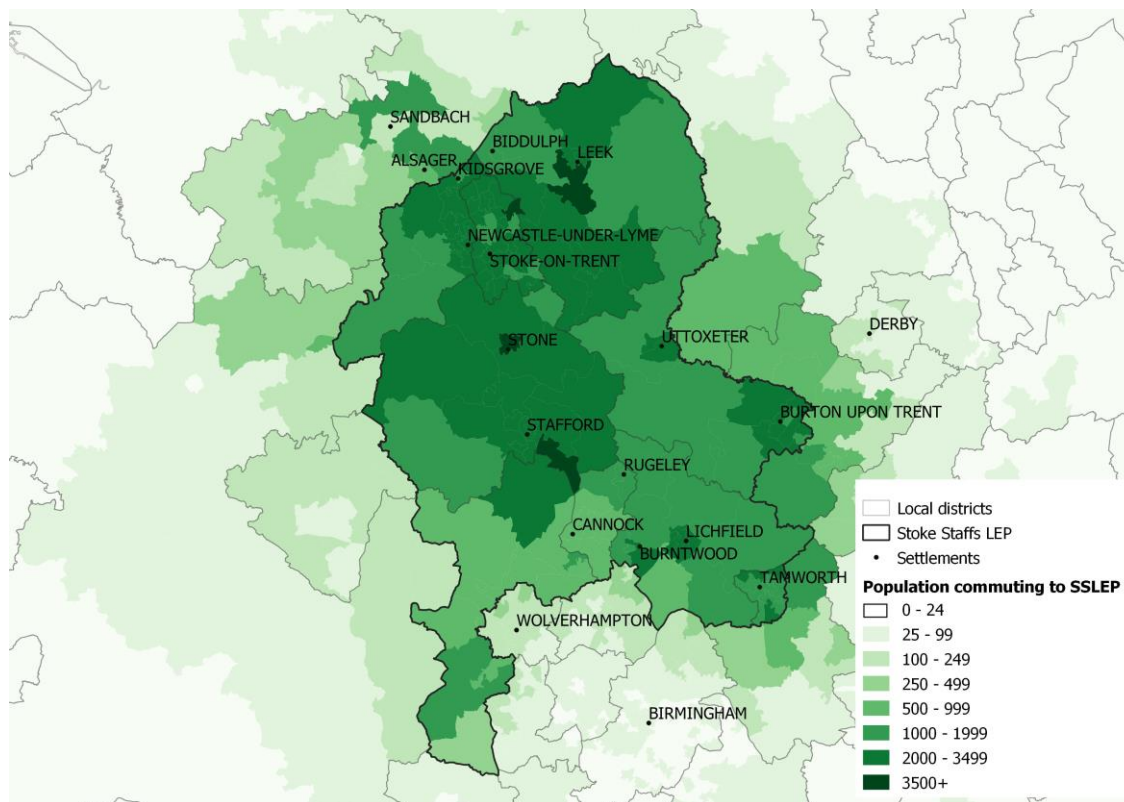 SANDBACH
BIDDULPH
ALSAGER
LEEK
KIDSGROVE
NEWCASTLE-UNDER-LYME
STOKE-ON-TRENT
DERBY
STONE
UTTOXETER
BURTON UPON TRENT
STAFFORD
RUGELEY
CANNOCK
LICHFIELD
BURNTWOOD
TAMWORTH
WOLVERHAMPTON
BIRMINGHAM
Local districts
Stoke Staffs LEP
Settlements
Population commuting to SSLEP
0 - 24
25 - 99
100 - 249
250 - 499
500 - 999
1000 - 1999
2000 - 3499
3500+